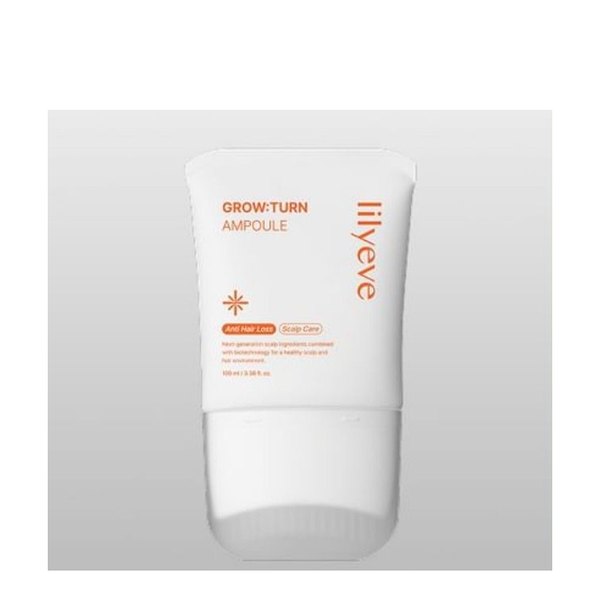 GROW:TURN
AMPOULE
lilyeve
Anti Hair Loss
Scalp Care
Next-generation scalp ingredients combined
with biotechnology for a healthy scalp and
hair environment.
100 ml / 3.38 fl. oz